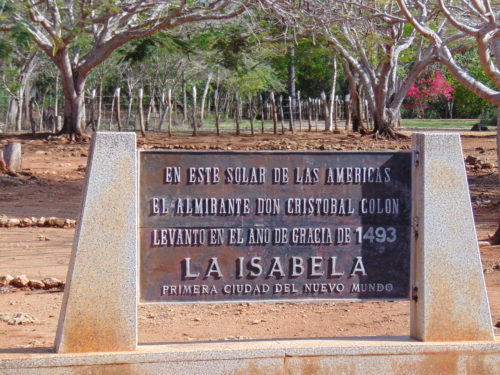 EN ESTE SOLAR DE LAS AMERICAS
EL ALMIRANTE DON CRISTOBAL COLON
LEVANTO EN EL AÑO DE GRACIA DE 1493
LA ISABELA
PRIMERA CIUDAD DEL NUEVO MUNDO